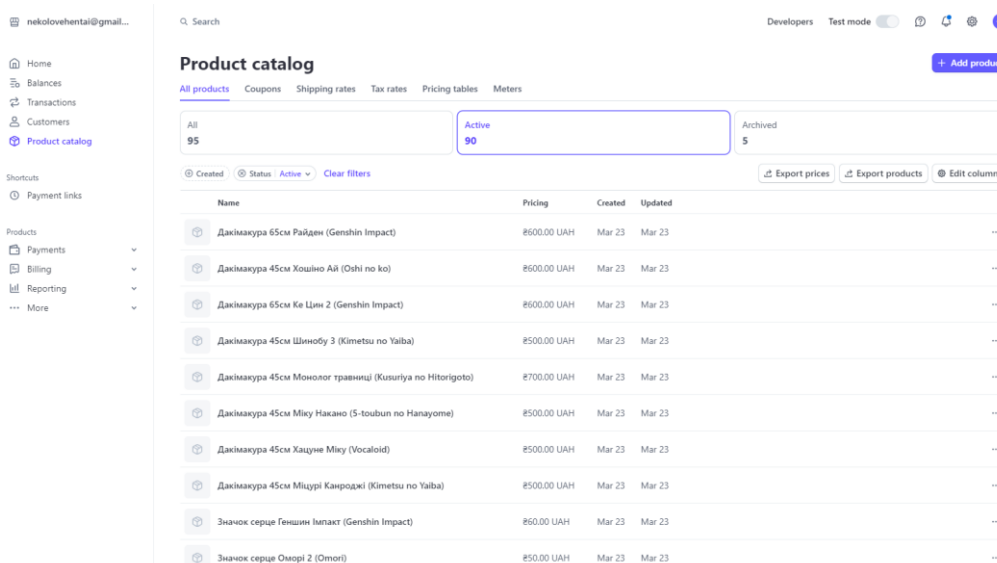 nekolovehentai@gmail...
Search
Developers
Test mode
Home
Balances
Transactions
Customers
Product catalog
Shortcuts
Payment links
Products
Payments
Billing
Reporting
More
Product catalog
+ Add produc
All products Coupons Shipping rates Tax rates Pricing tables Meters
All
95
Active
90
Archived
5
Created Status Active Clear filters
Export prices Export products Edit column
Name Pricing Created Updated
Дакімакура 65см Райден (Genshin Impact) ₴600.00 UAH Mar 23 Mar 23
Дакімакура 45см Хошіно Ай (Oshi no ko) ₴600.00 UAH Mar 23 Mar 23
Дакімакура 65см Ке Цин 2 (Genshin Impact) ₴600.00 UAH Mar 23 Mar 23
Дакімакура 45см Шинобу 3 (Kimetsu no Yaiba) ₴500.00 UAH Mar 23 Mar 23
Дакімакура 45см Монолог травниці (Kusuriya no Hitorigoto) ₴700.00 UAH Mar 23 Mar 23
Дакімакура 45см Міку Накано (5-toubun no Hanayome) ₴500.00 UAH Mar 23 Mar 23
Дакімакура 45см Хацуне Міку (Vocaloid) ₴500.00 UAH Mar 23 Mar 23
Дакімакура 45см Міцурі Канроджі (Kimetsu no Yaiba) ₴500.00 UAH Mar 23 Mar 23
Значок серце Геншин Імпакт (Genshin Impact) ₴60.00 UAH Mar 23 Mar 23
Значок серце Оморі 2 (Omori) ₴50.00 UAH Mar 23 Mar 23